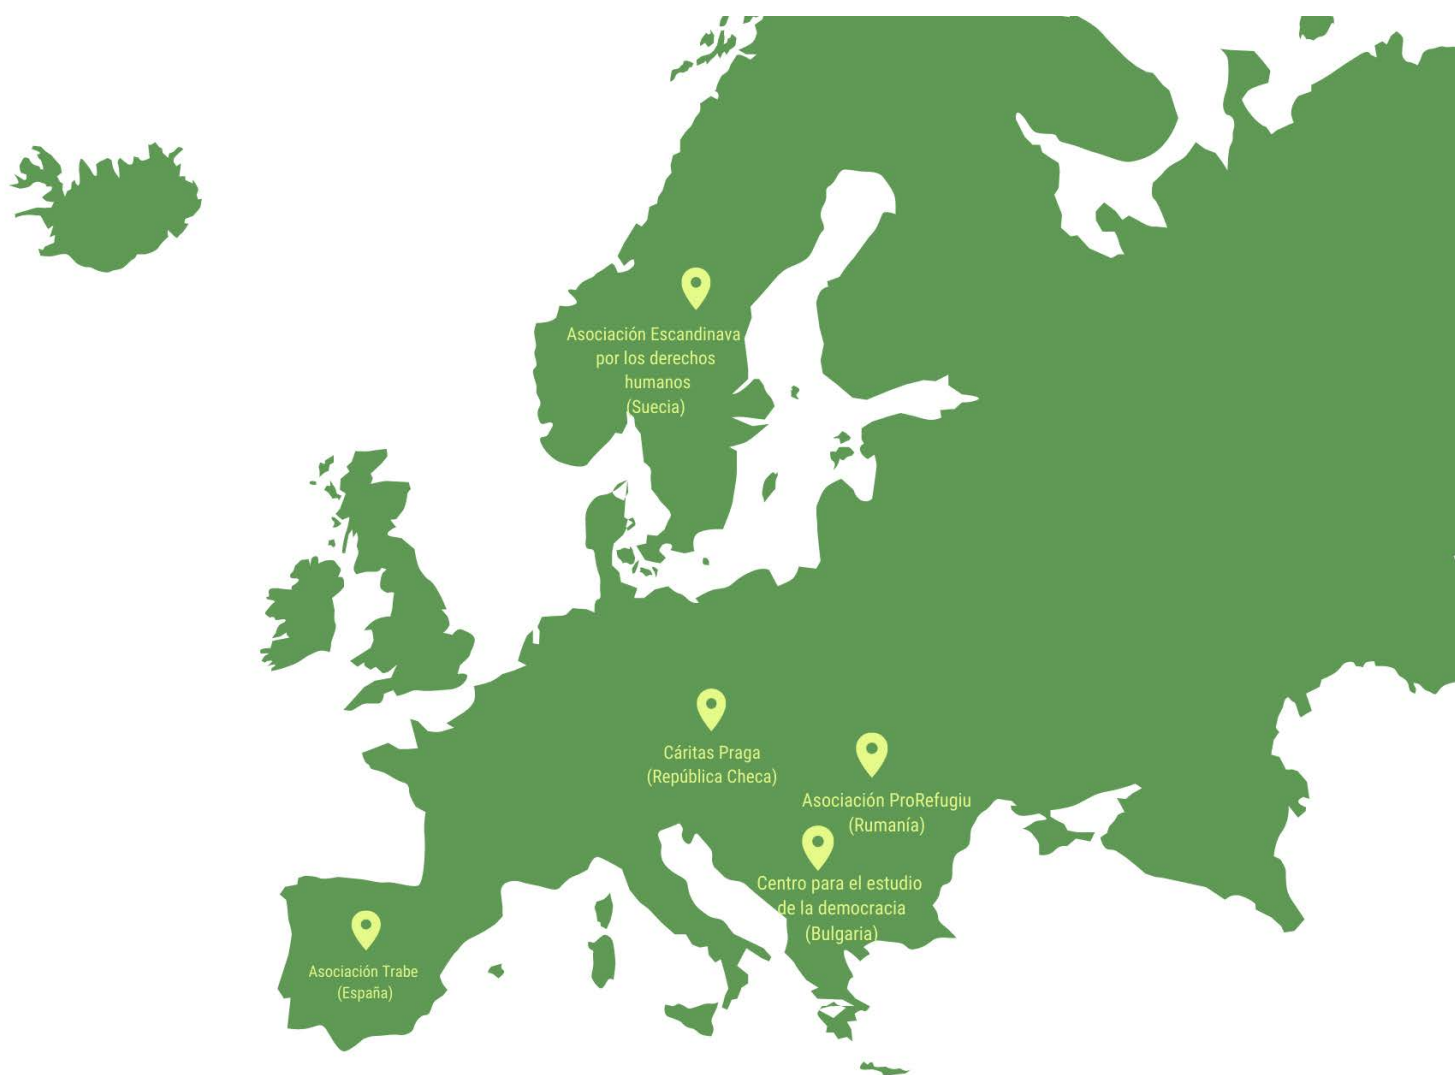 Asociación Escandinava
por los derechos
humanos
(Suecia)
Cáritas Praga
(República Checa)
Asociación ProRefugiu
(Rumanía)
Centro para el estudio
de la democracia
(Bulgaria)
Asociación Trabe
(España)